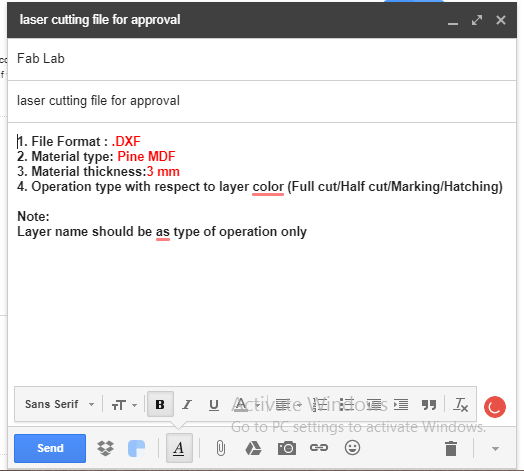 laser cutting file for approval
cc
Fab Lab
f
laser cutting file for approval
1. File Format : .DXF
2. Material type: Pine MDF
3. Material thickness:3 mm
4. Operation type with respect to layer color (Full cut/Half cut/Marking/Hatching)
Note:
Layer name should be as type of operation only
Sans Serif
B I U A
Activate Windows
Go to PC settings to activate Windows.
Send
A